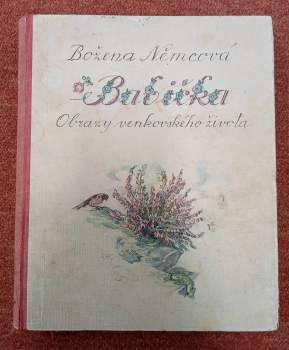 Božena Němcová
Babička
Obrazy venkovského života